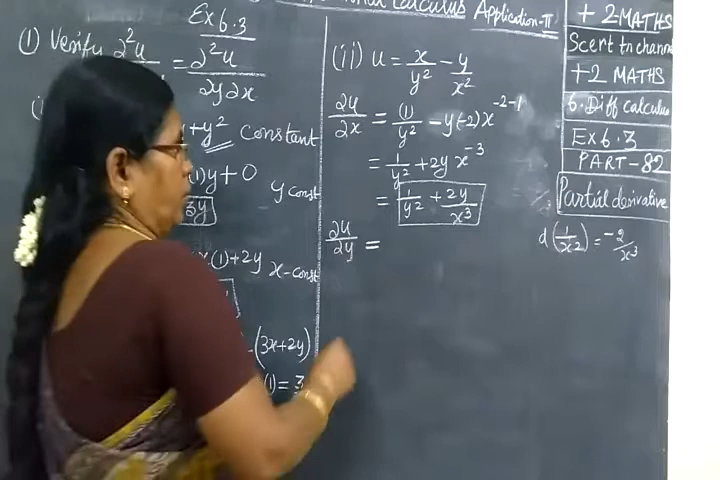 Calculus Application-II
Ex 6.3
(1) Verify ∂²u = ∂²u
∂y∂x
+y² constant
(1)y+0 y const
3y
x(1)+2y x-const
(3x+2y)
(1) = 3
(ii) u = x/y² − y/x²
∂u/∂x = (1)/y² − y(-2)x⁻²⁻¹
= 1/y² + 2y x⁻³
= 1/y² + 2y/x³
∂u/∂y =
+2 MATHS
Scert tn channel
+2 MATHS
6. Diff calculus
Ex 6.3
PART-82
Partial derivative
d(1/x²) = -2/x³